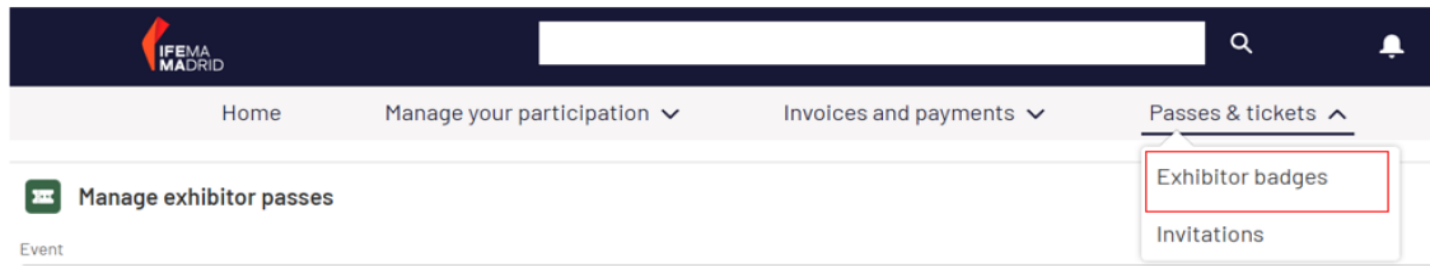 IFEMA
MADRID
Home
Manage your participation
Invoices and payments
Passes & tickets
Exhibitor badges
Invitations
Manage exhibitor passes
Event